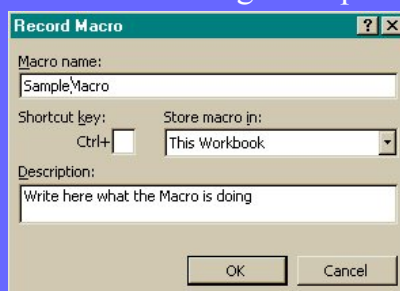 Record Macro
Macro name:
SampleMacro
Shortcut key:
Store macro in:
Ctrl+
This Workbook
Description:
Write here what the Macro is doing
OK
Cancel